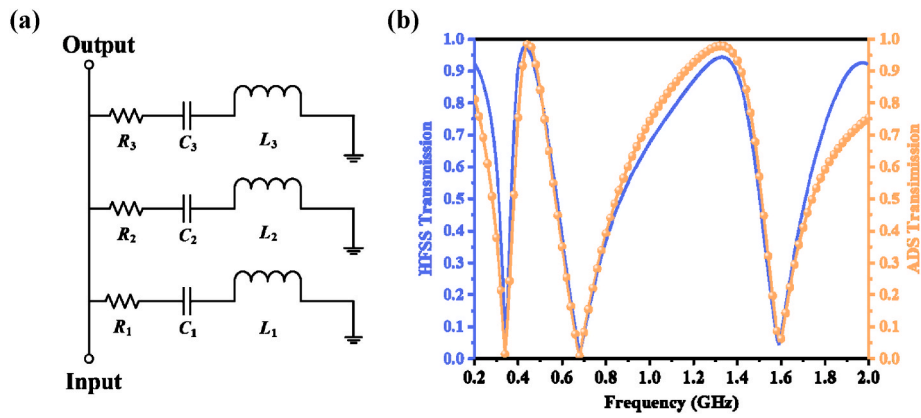 (a)
Output
R3
C3
L3
R2
C2
L2
R1
C1
L1
Input
(b)
HFSS Transmission
1.0
0.9
0.8
0.7
0.6
0.5
0.4
0.3
0.2
0.1
0.0
0.2 0.4 0.6 0.8 1.0 1.2 1.4 1.6 1.8 2.0
Frequency (GHz)
1.0
0.9
0.8
0.7
0.6
0.5
0.4
0.3
0.2
0.1
0.0
ADS Tranimission